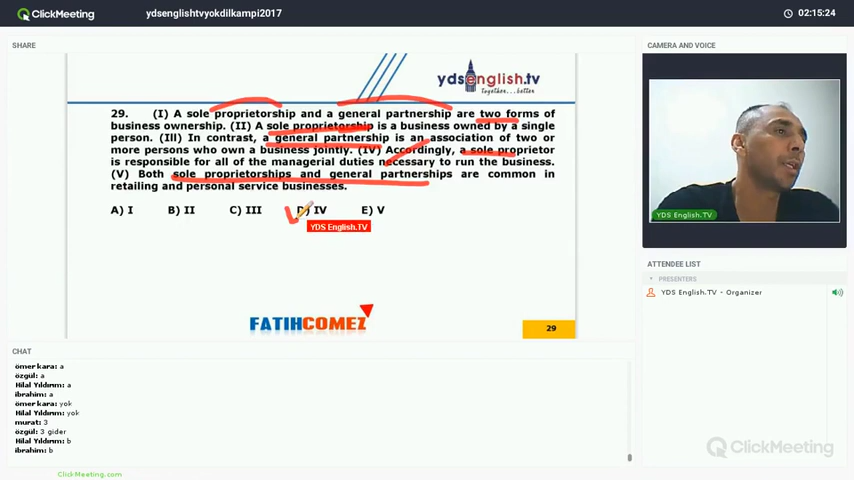 ClickMeeting
ydsenglishtvyokdilkampi2017
02:15:24
SHARE
CAMERA AND VOICE
ydsenglish.tv
together...better
29. (I) A sole proprietorship and a general partnership are two forms of
business ownership. (II) A sole proprietorship is a business owned by a single
person. (III) In contrast, a general partnership is an association of two or
more persons who own a business jointly. (IV) Accordingly, a sole proprietor
is responsible for all of the managerial duties necessary to run the business.
(V) Both sole proprietorships and general partnerships are common in
retailing and personal service businesses.
A) I B) II C) III D) IV E) V
YDS English.TV
FATIHCOMEZ
29
YDS English.TV
ATTENDEE LIST
PRESENTERS
YDS English.TV - Organizer
CHAT
ömer kara: a
özgül: a
Hilal Yıldırım: a
ibrahim: a
ömer kara: yok
Hilal Yıldırım: yok
murat: 3
özgül: 3 gider
Hilal Yıldırım: b
ibrahim: b
ClickMeeting
ClickMeeting.com